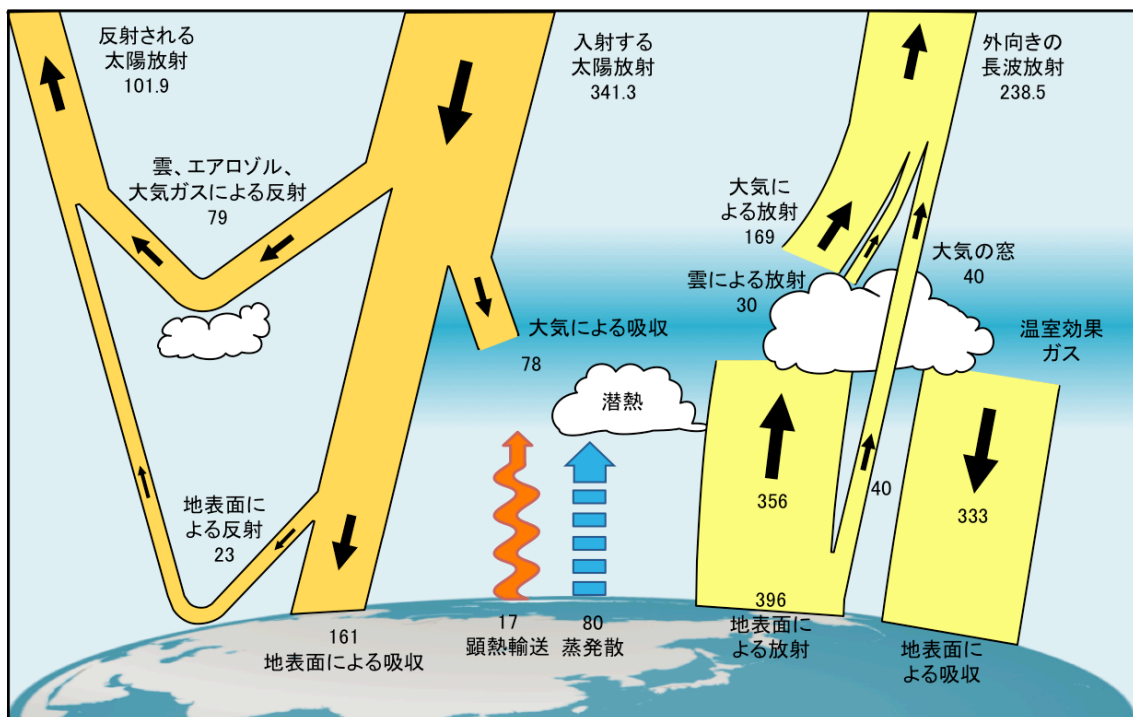 反射される
太陽放射
101.9
入射する
太陽放射
341.3
外向きの
長波放射
238.5
雲、エアロゾル、
大気ガスによる反射
79
大気に
よる放射
169
大気の窓
40
雲による放射
30
大気による吸収
78
温室効果
ガス
潜熱
地表面に
よる反射
23
356
40
333
161
地表面による吸収
17
顕熱輸送
80
蒸発散
396
地表面に
よる放射
地表面に
よる吸収